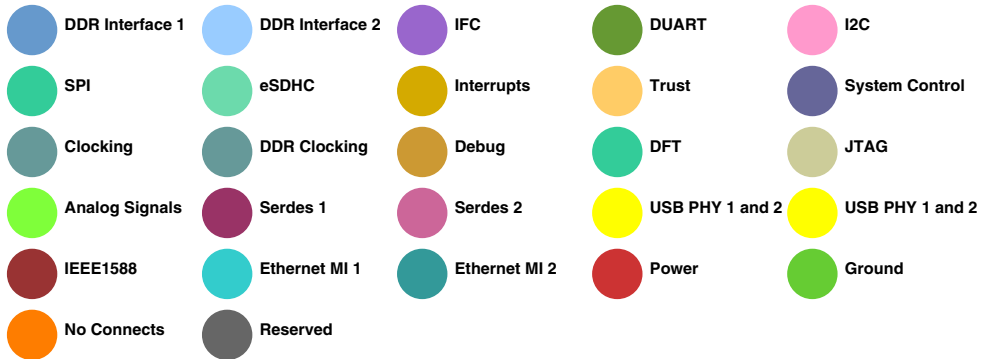 DDR Interface 1 DDR Interface 2 IFC DUART I2C
SPI eSDHC Interrupts Trust System Control
Clocking DDR Clocking Debug DFT JTAG
Analog Signals Serdes 1 Serdes 2 USB PHY 1 and 2 USB PHY 1 and 2
IEEE1588 Ethernet MI 1 Ethernet MI 2 Power Ground
No Connects Reserved